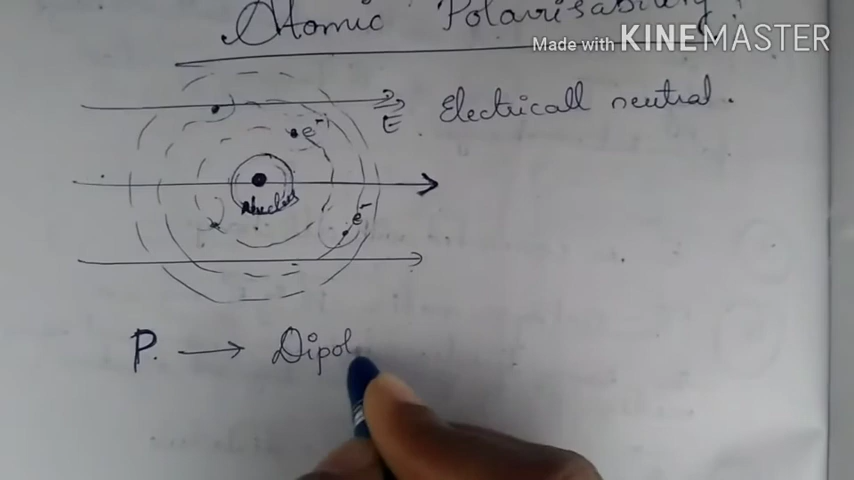 Atomic Polarisability.
Made with KINEMASTER
Electricall neutral.
E
e⁻
Nucleus
e⁻
P. → Dipol